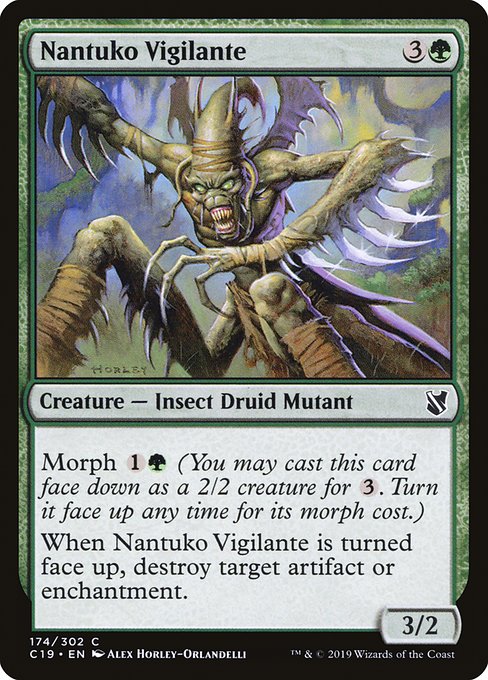 Nantuko Vigilante 3
HORLEY
Creature — Insect Druid Mutant
Morph 1 (You may cast this card
face down as a 2/2 creature for 3. Turn
it face up any time for its morph cost.)
When Nantuko Vigilante is turned
face up, destroy target artifact or
enchantment.
3/2
174/302 C
C19 • EN Alex Horley-Orlandelli
™ & © 2019 Wizards of the Coast